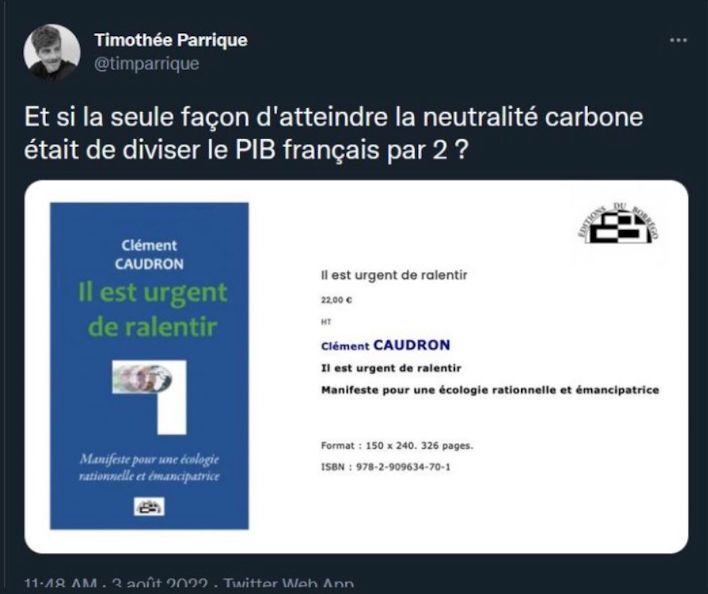 Timothée Parrique
@timparrique
Et si la seule façon d'atteindre la neutralité carbone
était de diviser le PIB français par 2 ?
Clément
CAUDRON
Il est urgent
de ralentir
Manifeste pour une écologie
rationnelle et émancipatrice
ÉDITIONS DU BORRÉGO
Il est urgent de ralentir
22,00 €
HT
Clément CAUDRON
Il est urgent de ralentir
Manifeste pour une écologie rationnelle et émancipatrice
Format : 150 x 240. 326 pages.
ISBN : 978-2-909634-70-1
11:48 AM · 3 août 2022 · Twitter Web App